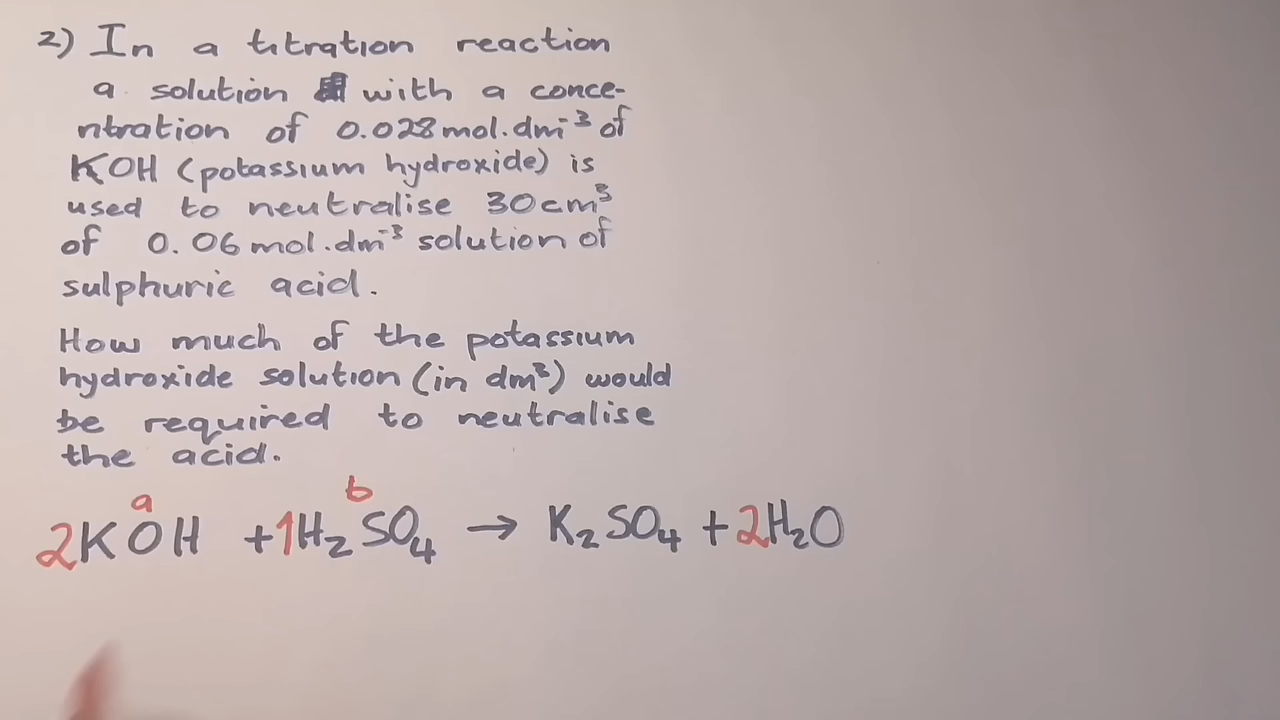 2) In a titration reaction
a solution with a conce-
ntration of 0.028 mol.dm⁻³ of
KOH (potassium hydroxide) is
used to neutralise 30cm³
of 0.06 mol.dm⁻³ solution of
sulphuric acid.
How much of the potassium
hydroxide solution (in dm³) would
be required to neutralise
the acid.
a b
2KOH + 1H₂SO₄ → K₂SO₄ + 2H₂O